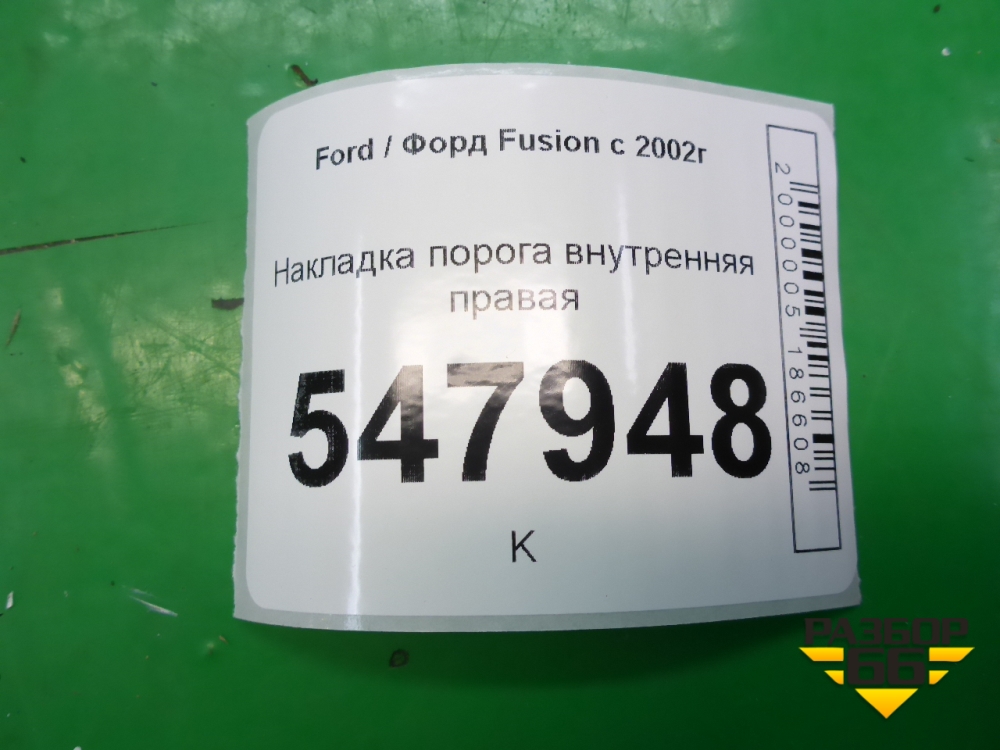 Ford / Форд Fusion с 2002г
Накладка порога внутренняя
правая
547948
К
2000005186608
РАЗБОР
66